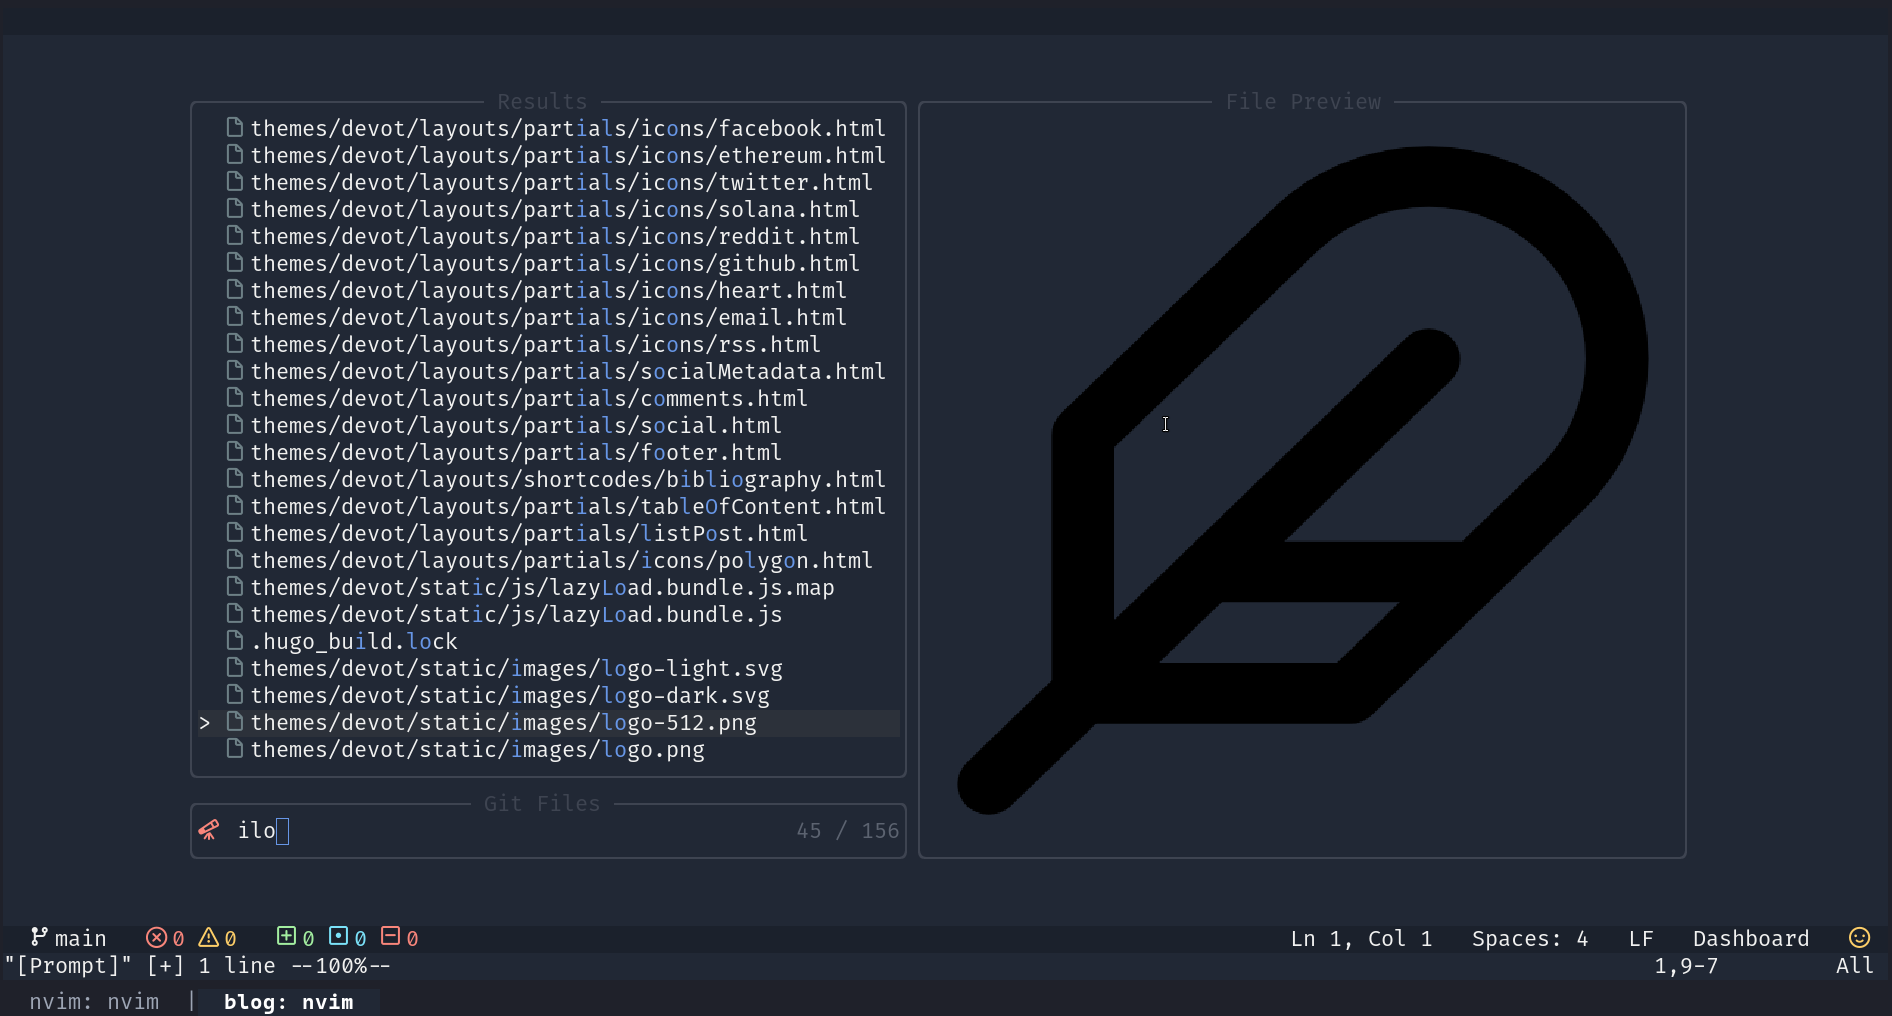 Results
themes/devot/layouts/partials/icons/facebook.html
themes/devot/layouts/partials/icons/ethereum.html
themes/devot/layouts/partials/icons/twitter.html
themes/devot/layouts/partials/icons/solana.html
themes/devot/layouts/partials/icons/reddit.html
themes/devot/layouts/partials/icons/github.html
themes/devot/layouts/partials/icons/heart.html
themes/devot/layouts/partials/icons/email.html
themes/devot/layouts/partials/icons/rss.html
themes/devot/layouts/partials/socialMetadata.html
themes/devot/layouts/partials/comments.html
themes/devot/layouts/partials/social.html
themes/devot/layouts/partials/footer.html
themes/devot/layouts/shortcodes/bibliography.html
themes/devot/layouts/partials/tableOfContent.html
themes/devot/layouts/partials/listPost.html
themes/devot/layouts/partials/icons/polygon.html
themes/devot/static/js/lazyLoad.bundle.js.map
themes/devot/static/js/lazyLoad.bundle.js
.hugo_build.lock
themes/devot/static/images/logo-light.svg
themes/devot/static/images/logo-dark.svg
> themes/devot/static/images/logo-512.png
themes/devot/static/images/logo.png
Git Files
ilo 45 / 156
File Preview
main 0 0 0 0 0 Ln 1, Col 1 Spaces: 4 LF Dashboard
"[Prompt]" [+] 1 line --100%-- 1,9-7 All
nvim: nvim | blog: nvim